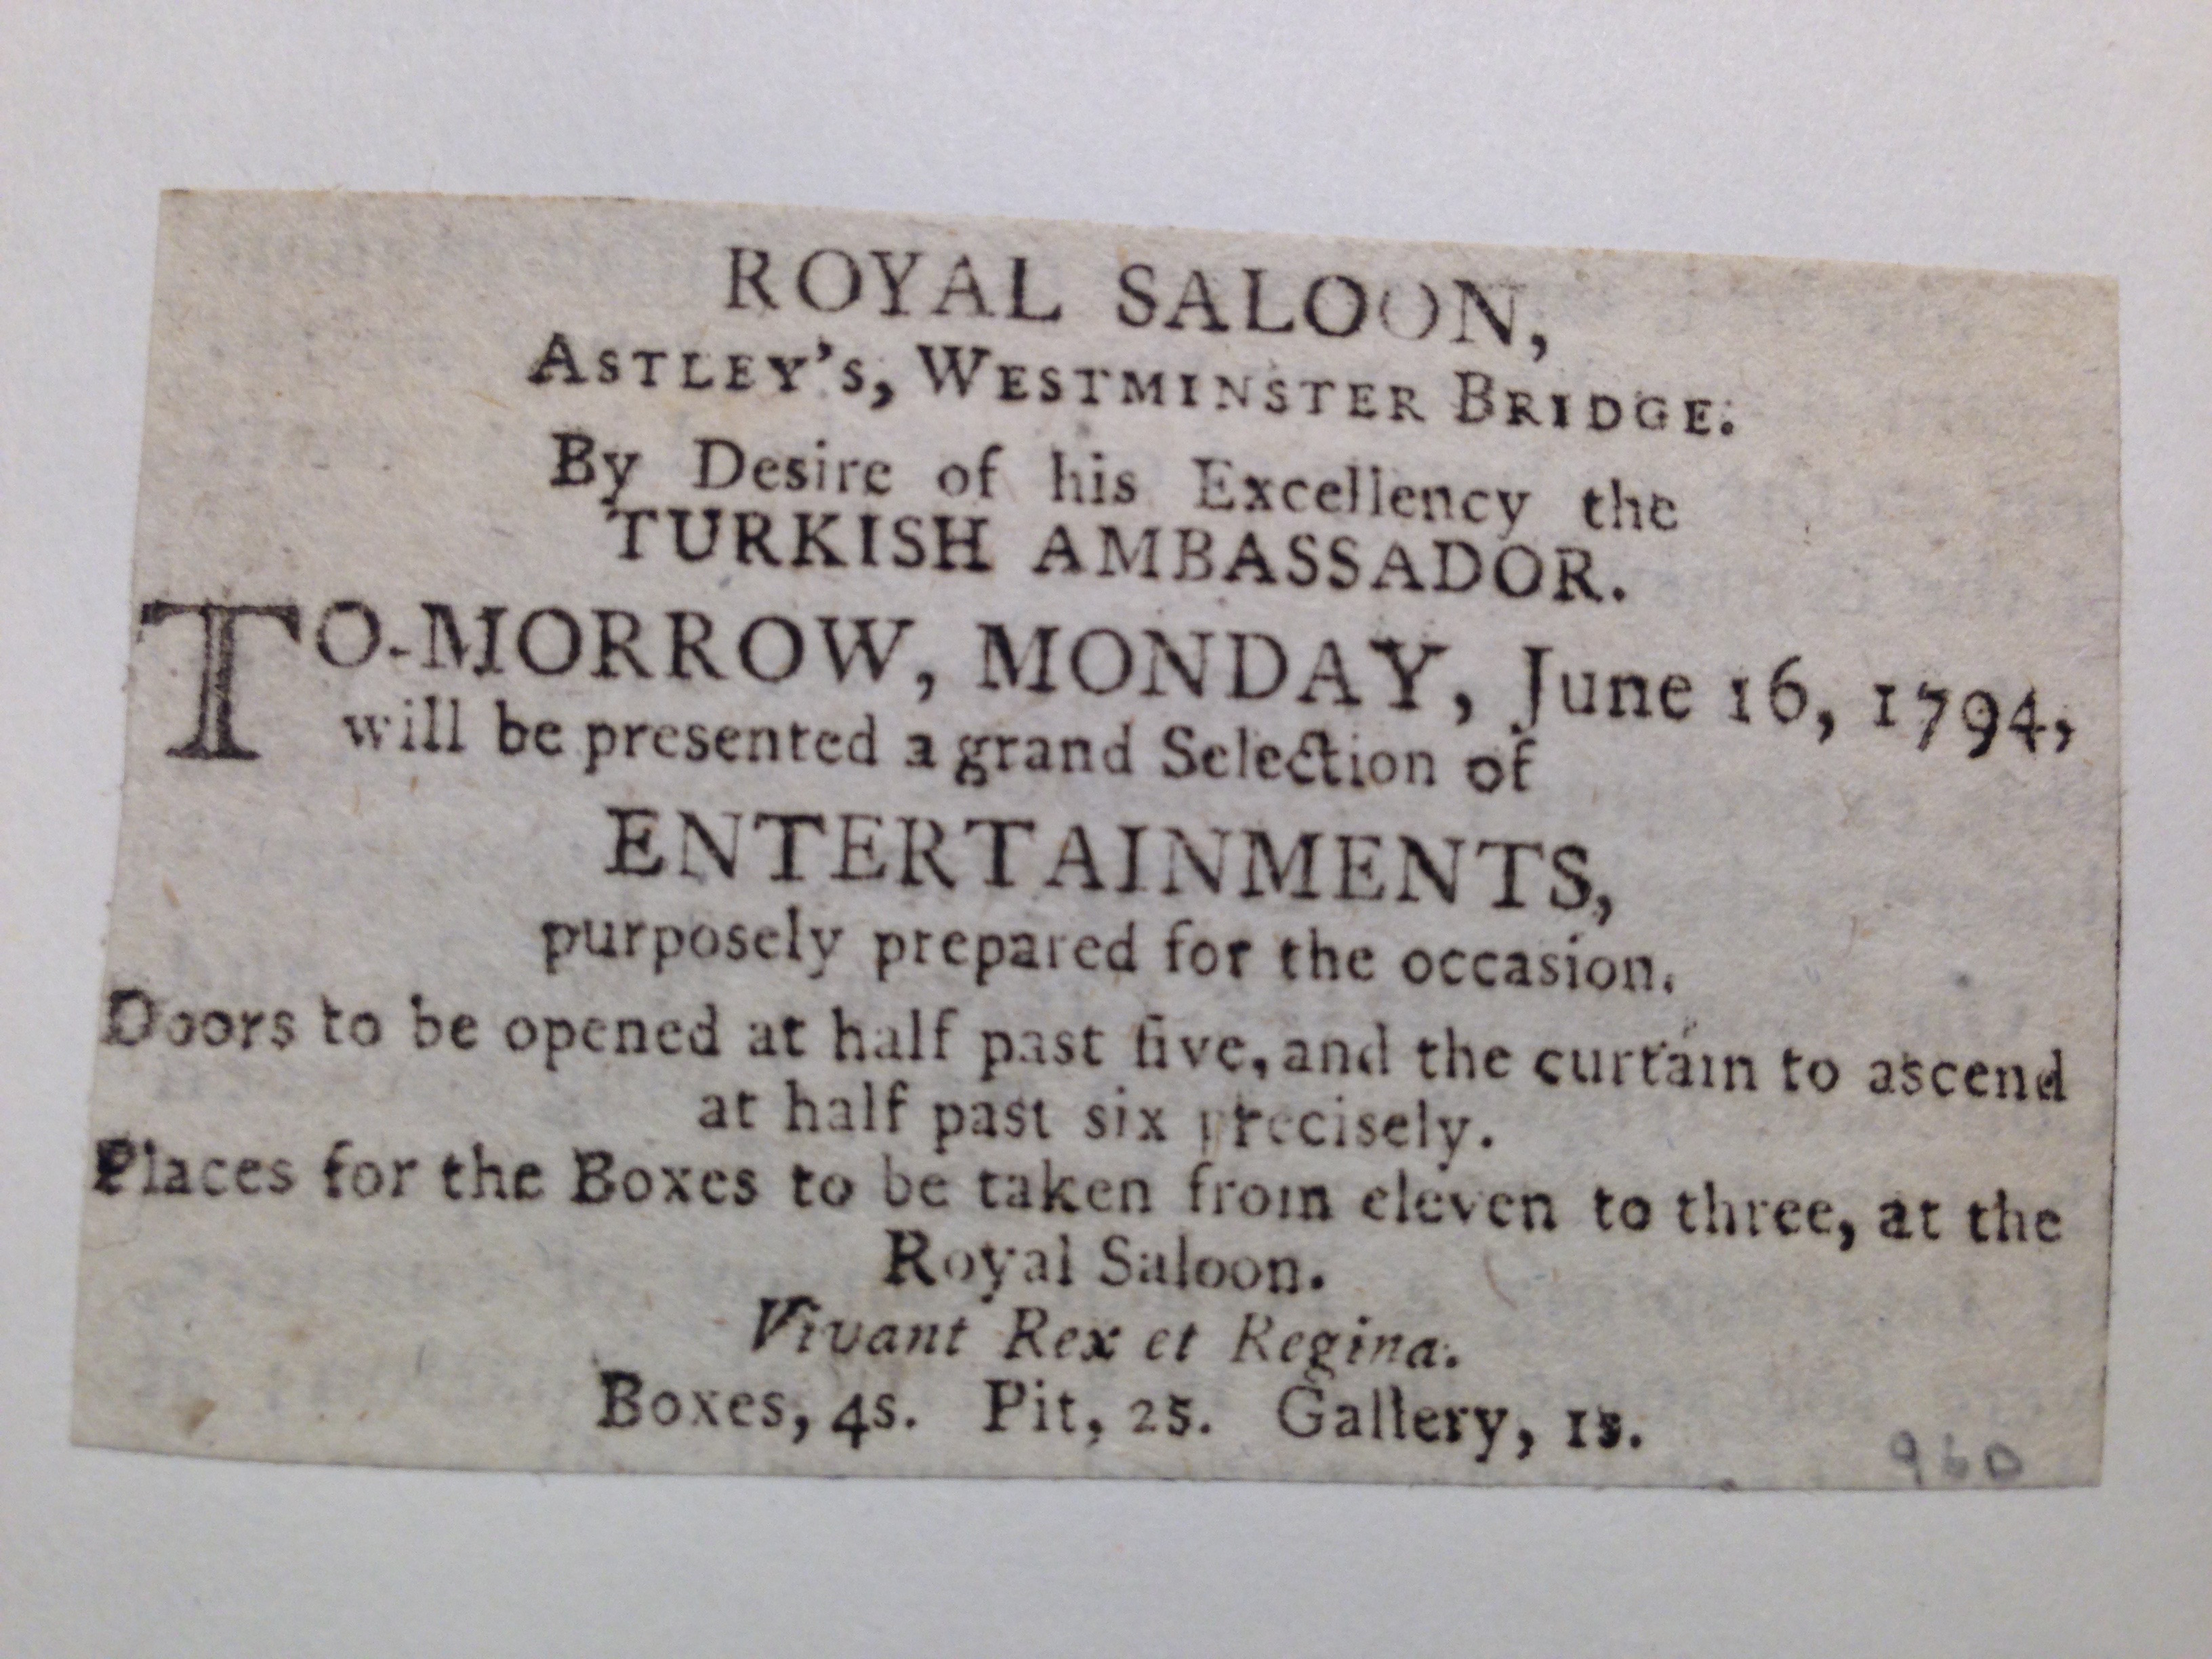 ROYAL SALOON,
ASTLEY'S, WESTMINSTER BRIDGE.
By Desire of his Excellency the
TURKISH AMBASSADOR.
TO-MORROW, MONDAY, June 16, 1794,
will be presented a grand Selection of
ENTERTAINMENTS,
purposely prepared for the occasion.
Doors to be opened at half past five, and the curtain to ascend
at half past six precisely.
Places for the Boxes to be taken from eleven to three, at the
Royal Saloon.
Vivant Rex et Regina.
Boxes, 4s. Pit, 2s. Gallery, 1s.
960